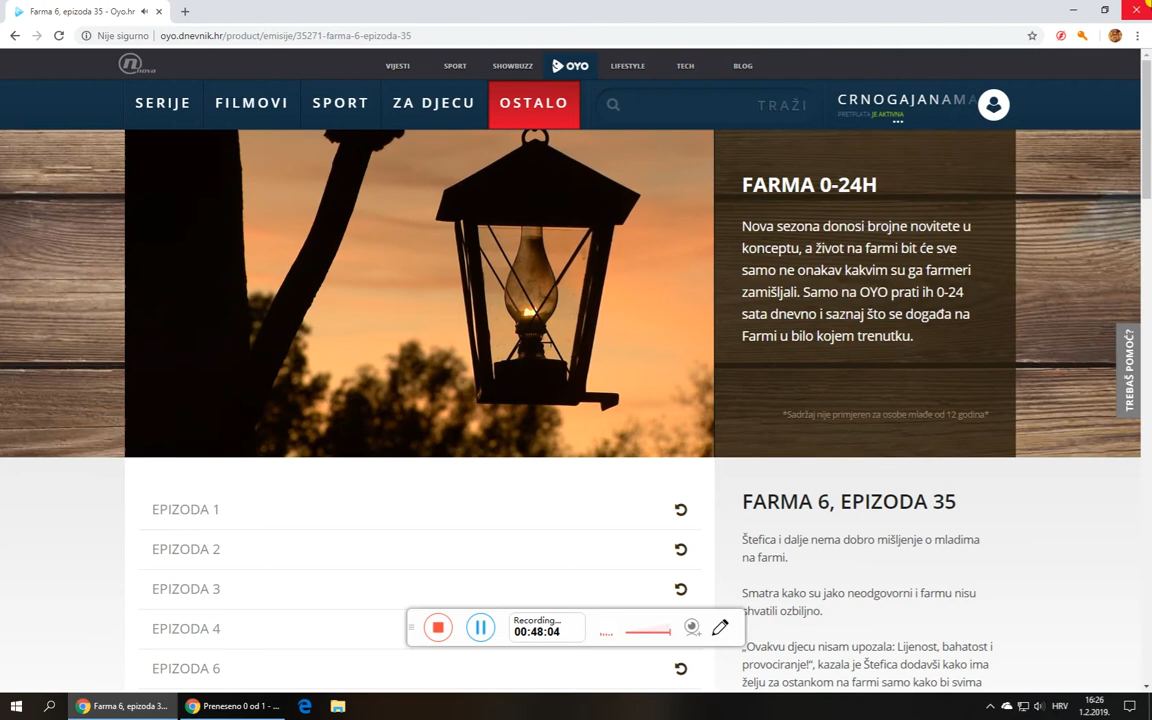 Farma 6, epizoda 35 - Oyo.hr
Nije sigurno
oyo.dnevnik.hr/product/emisije/35271-farma-6-epizoda-35
nova
VIJESTI SPORT SHOWBUZZ OYO LIFESTYLE TECH BLOG
SERIJE FILMOVI SPORT ZA DJECU OSTALO
TRAŽI
CRNOGAJANAMA
PRETPLATA JE AKTIVNA
FARMA 0-24H
Nova sezona donosi brojne novitete u
konceptu, a život na farmi bit će sve
samo ne onakav kakvim su ga farmeri
zamišljali. Samo na OYO prati ih 0-24
sata dnevno i saznaj što se događa na
Farmi u bilo kojem trenutku.
*Sadržaj nije primjeren za osobe mlađe od 12 godina*
TREBAŠ POMOĆ?
EPIZODA 1
EPIZODA 2
EPIZODA 3
EPIZODA 4
EPIZODA 6
FARMA 6, EPIZODA 35
Štefica i dalje nema dobro mišljenje o mladima
na farmi.
Smatra kako su jako neodgovorni i farmu nisu
shvatili ozbiljno.
„Ovakvu djecu nisam upozala: Lijenost, bahatost i
provociranje!", kazala je Štefica dodavši kako ima
želju za ostankom na farmi samo kako bi svima
Recording...
00:48:04
Farma 6, epizoda 3...
Preneseno 0 od 1 - ...
HRV
16:26
1.2.2019.